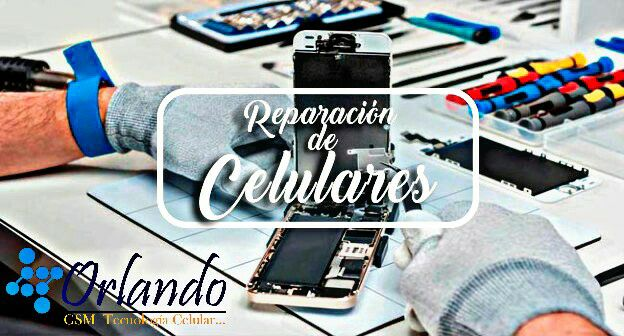 Reparación
de
Celulares
Orlando
GSM Tecnología Celular...